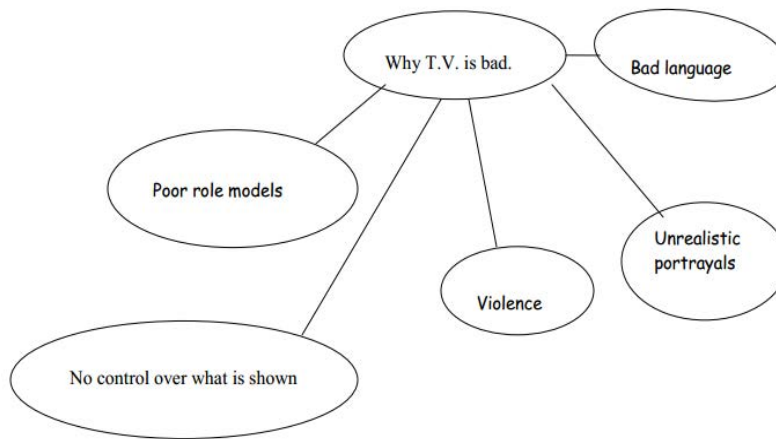 Why T.V. is bad.
Bad language
Poor role models
Unrealistic
portrayals
Violence
No control over what is shown